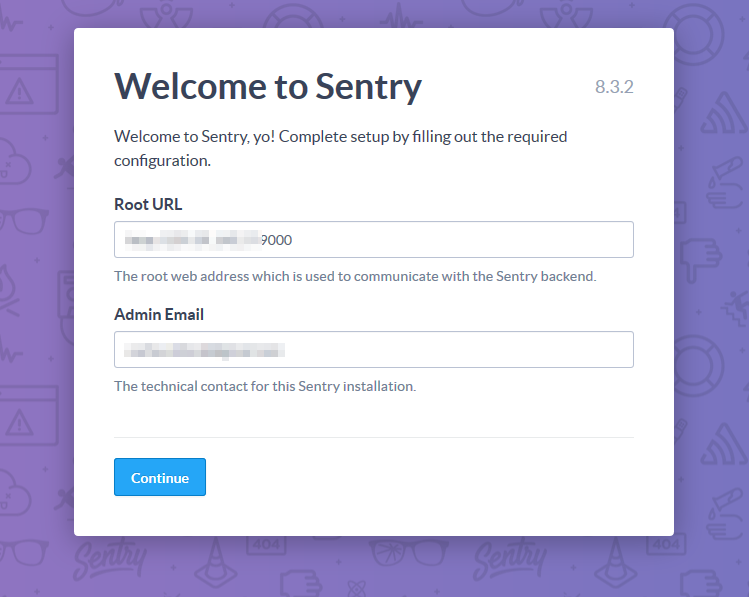 Welcome to Sentry
8.3.2
Welcome to Sentry, yo! Complete setup by filling out the required
configuration.
Root URL
9000
The root web address which is used to communicate with the Sentry backend.
Admin Email
The technical contact for this Sentry installation.
Continue
Sentry
404
Sentry
404